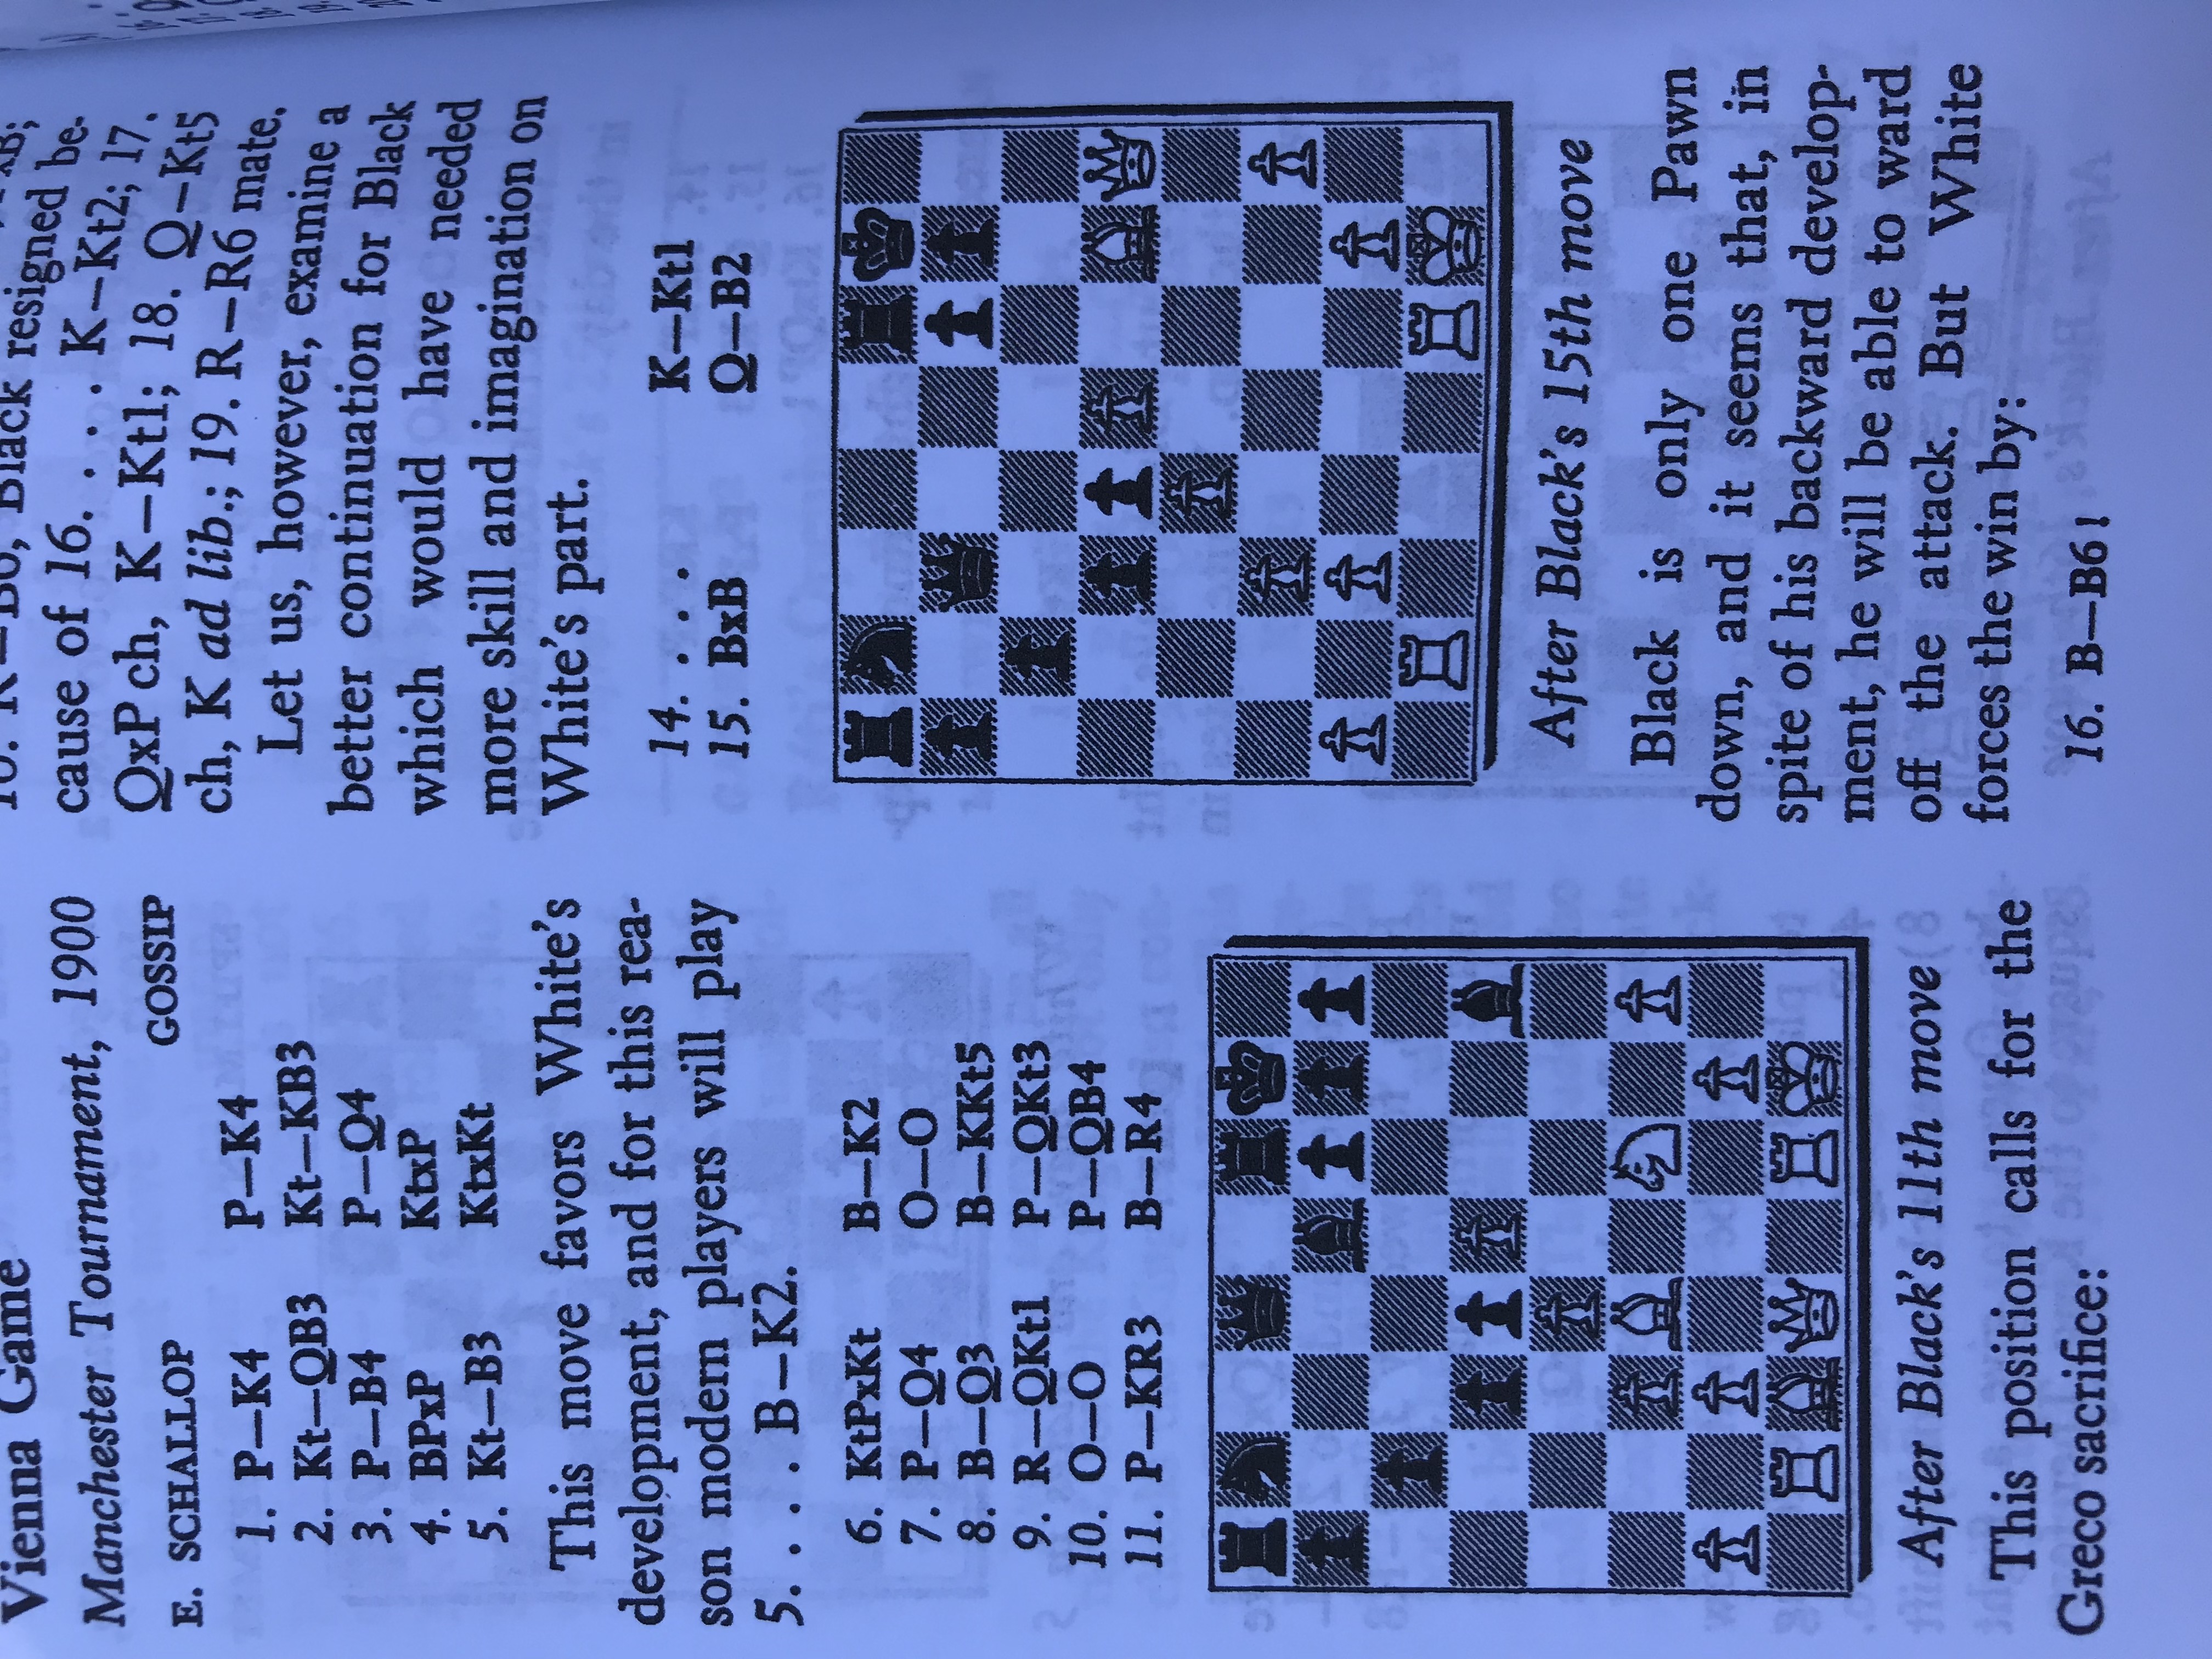 Vienna Game
Manchester Tournament, 1900
E. SCHALLOP GOSSIP
1. P—K4 P—K4
2. Kt—QB3 Kt—KB3
3. P—B4 P—Q4
4. BPxP KtxP
5. Kt—B3 KtxKt
This move favors White's
development, and for this rea-
son modern players will play
5. . . . B—K2.
6. KtPxKt B—K2
7. P—Q4 O—O
8. B—Q3 B—KKt5
9. R—QKt1 P—QKt3
10. O—O P—QB4
11. P—KR3 B—R4
After Black's 11th move
This position calls for the
Greco sacrifice:
Black resigned be-
cause of 16. . . . K—Kt2; 17.
QxP ch, K—Kt1; 18. Q—Kt5
ch, K ad lib.; 19. R—R6 mate.
Let us, however, examine a
better continuation for Black
which would have needed
more skill and imagination on
White's part.
14. . . . K—Kt1
15. BxB Q—B2
After Black's 15th move
Black is only one Pawn
down, and it seems that, in
spite of his backward develop-
ment, he will be able to ward
off the attack. But White
forces the win by:
16. B—B6!